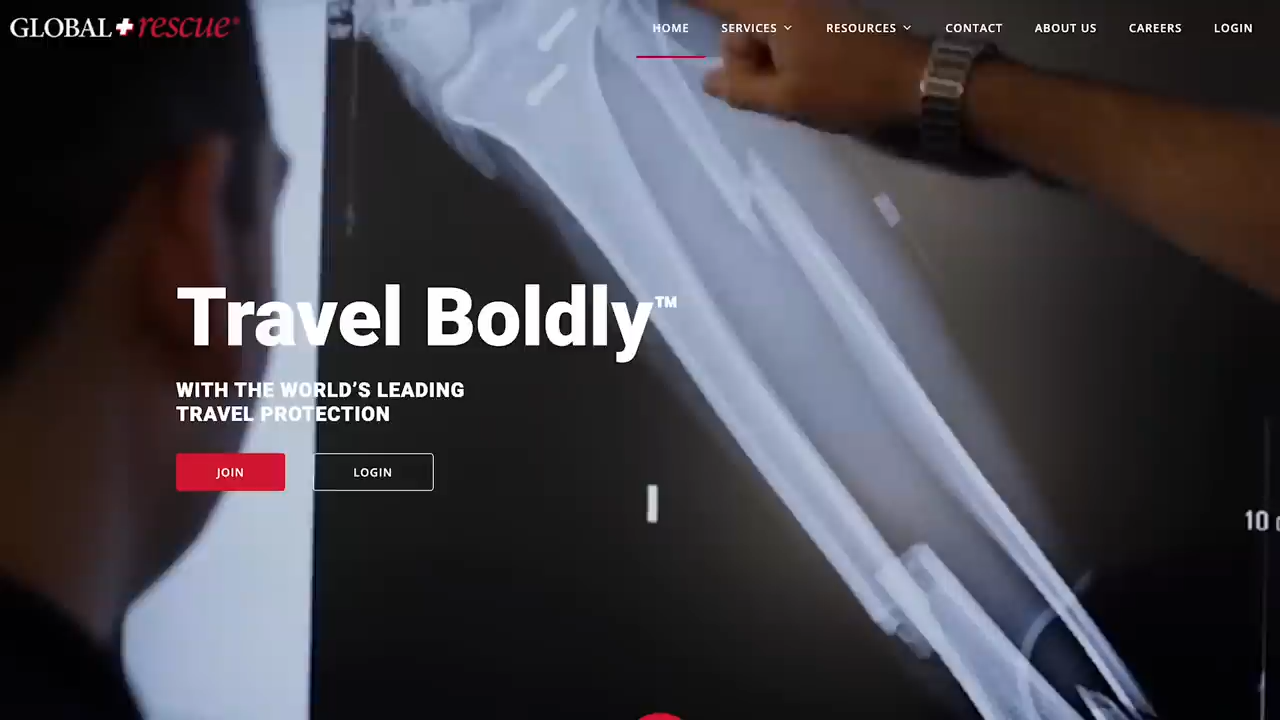 GLOBAL rescue®
HOME
SERVICES
RESOURCES
CONTACT
ABOUT US
CAREERS
LOGIN
Travel Boldly™
WITH THE WORLD'S LEADING
TRAVEL PROTECTION
JOIN
LOGIN
10